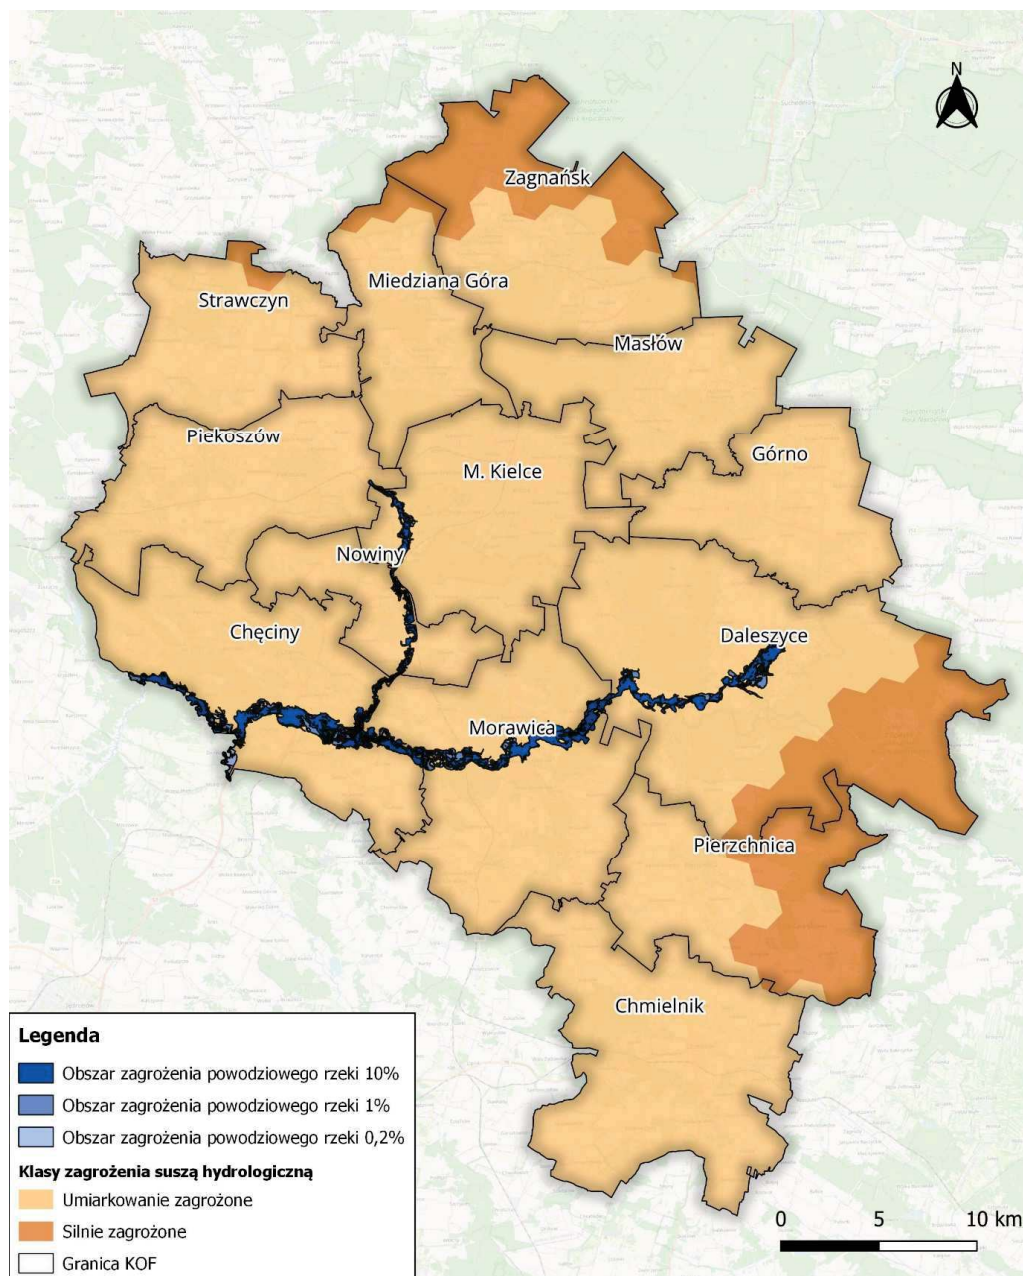 N
Zagnańsk
Miedziana Góra
Strawczyn
Masłów
Piekoszów
Górno
M. Kielce
Nowiny
Chęciny
Daleszyce
Morawica
Pierzchnica
Chmielnik
Legenda
Obszar zagrożenia powodziowego rzeki 10%
Obszar zagrożenia powodziowego rzeki 1%
Obszar zagrożenia powodziowego rzeki 0,2%
Klasy zagrożenia suszą hydrologiczną
Umiarkowanie zagrożone
Silnie zagrożone
Granica KOF
0 5 10 km